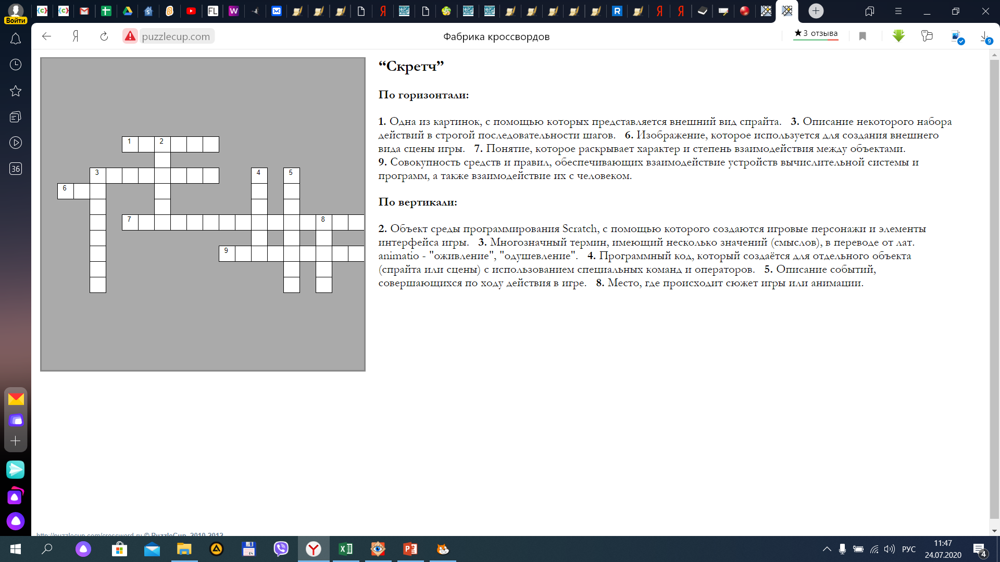 Войти
puzzlecup.com
Фабрика кроссвордов
★3 отзыва
9
36
“Скретч”
По горизонтали:
1. Одна из картинок, с помощью которых представляется внешний вид спрайта. 3. Описание некоторого набора
действий в строгой последовательности шагов. 6. Изображение, которое используется для создания внешнего
вида сцены игры. 7. Понятие, которое раскрывает характер и степень взаимодействия между объектами.
9. Совокупность средств и правил, обеспечивающих взаимодействие устройств вычислительной системы и
программ, а также взаимодействие их с человеком.
По вертикали:
2. Объект среды программирования Scratch, с помощью которого создаются игровые персонажи и элементы
интерфейса игры. 3. Многозначный термин, имеющий несколько значений (смыслов), в переводе от лат.
animatio - "оживление", "одушевление". 4. Программный код, который создаётся для отдельного объекта
(спрайта или сцены) с использованием специальных команд и операторов. 5. Описание событий,
совершающихся по ходу действия в игре. 8. Место, где происходит сюжет игры или анимации.
1 2
3 4 5
6
7 8
9
http://puzzlecup.com/crossword-ru © PuzzleCup, 2010-2012
РУС
11:47
24.07.2020
4